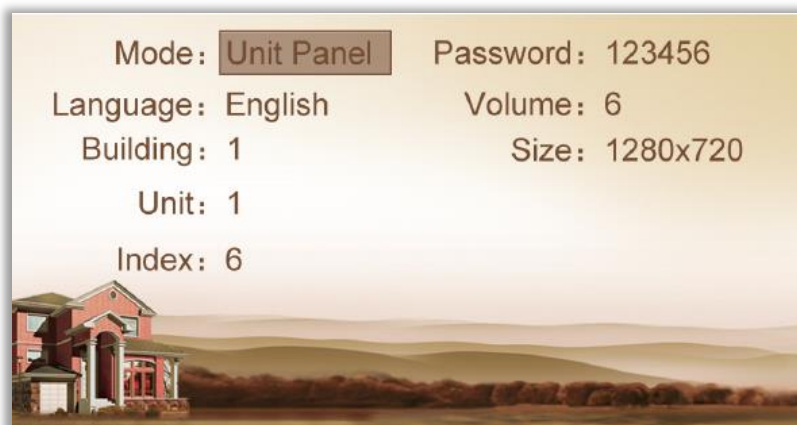 Mode：Unit Panel
Password：123456
Language：English
Volume：6
Building：1
Size：1280x720
Unit：1
Index：6